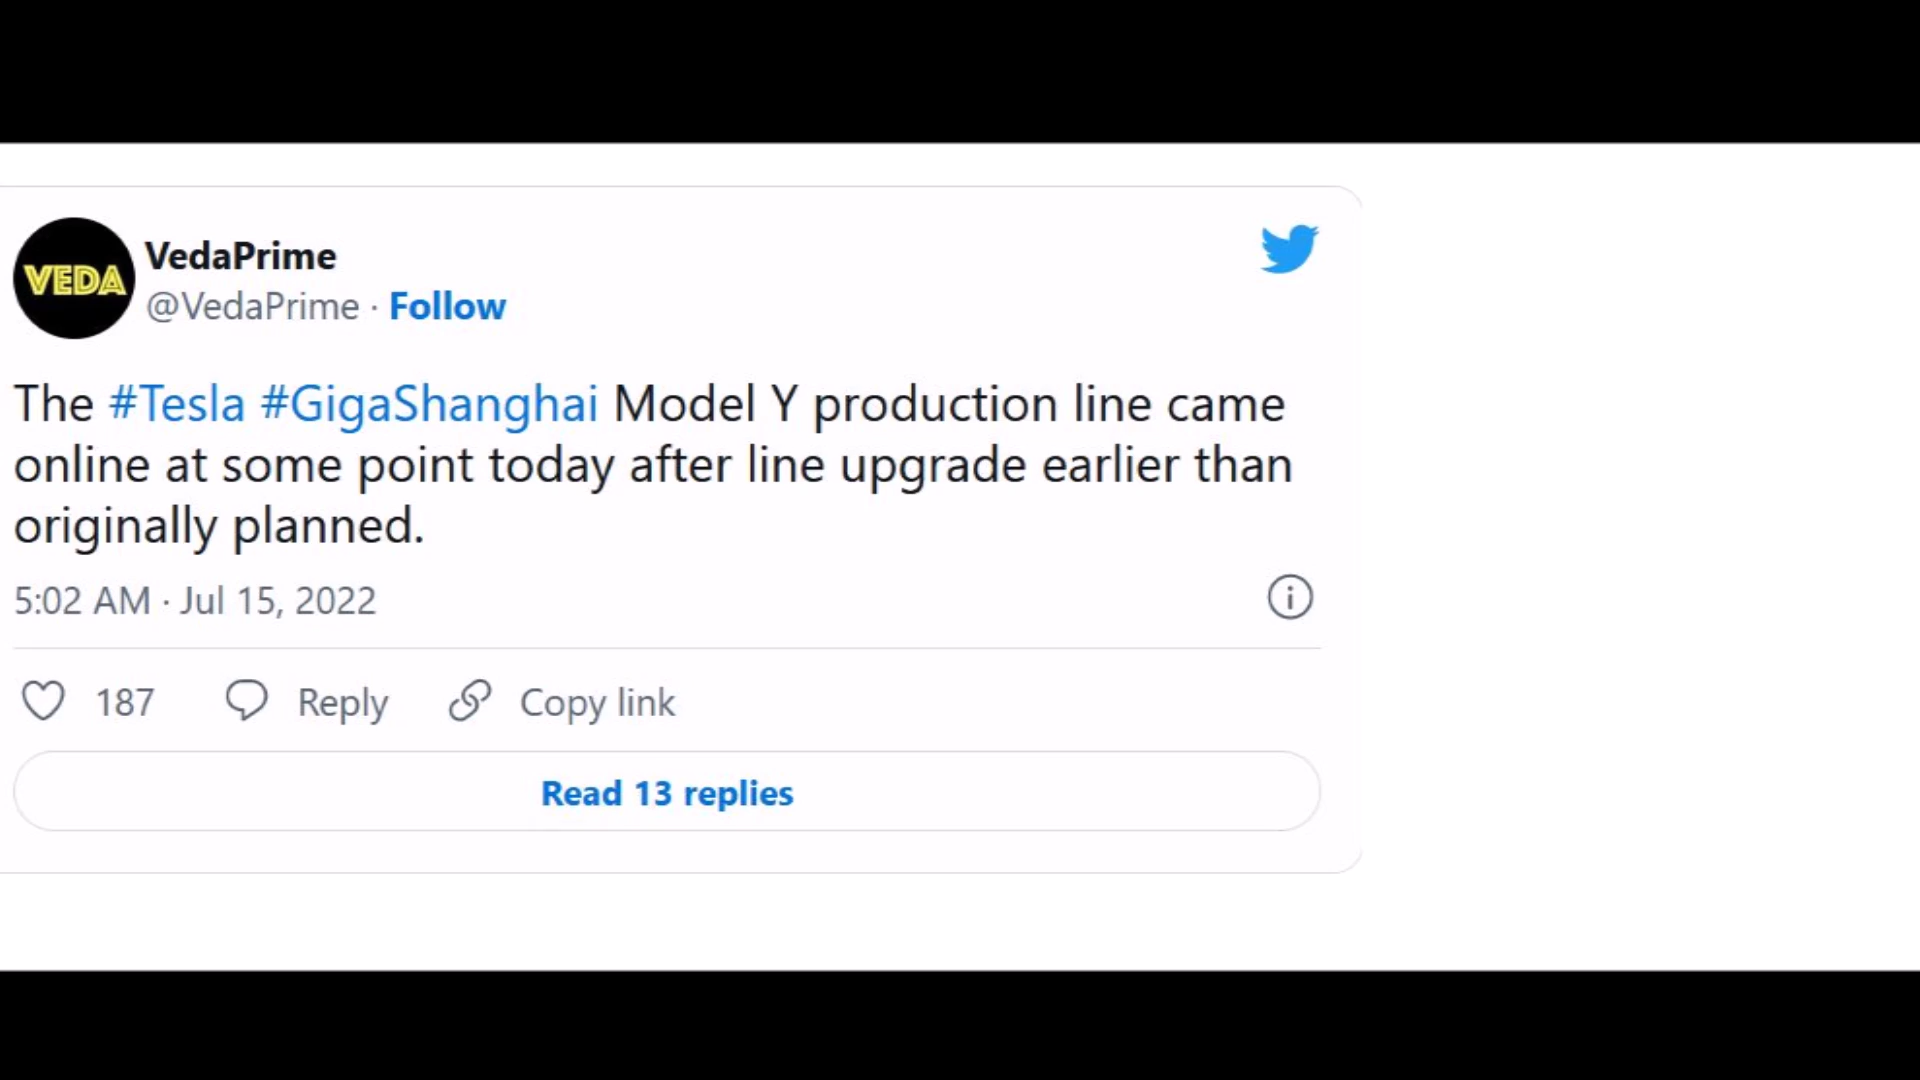 VEDA
VedaPrime
@VedaPrime · Follow
The #Tesla #GigaShanghai Model Y production line came
online at some point today after line upgrade earlier than
originally planned.
5:02 AM · Jul 15, 2022
187 Reply Copy link
Read 13 replies